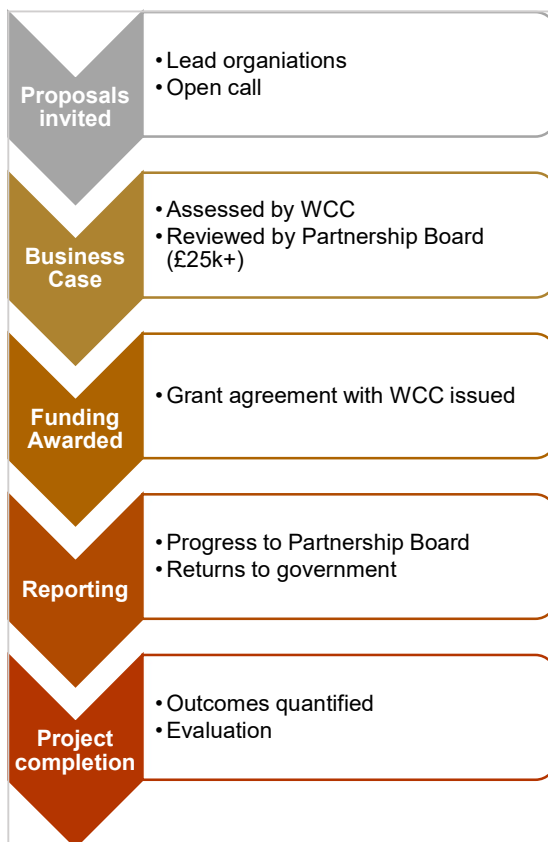 Proposals
invited
• Lead organiations
• Open call
Business
Case
• Assessed by WCC
• Reviewed by Partnership Board
(£25k+)
Funding
Awarded
• Grant agreement with WCC issued
Reporting
• Progress to Partnership Board
• Returns to government
Project
completion
• Outcomes quantified
• Evaluation